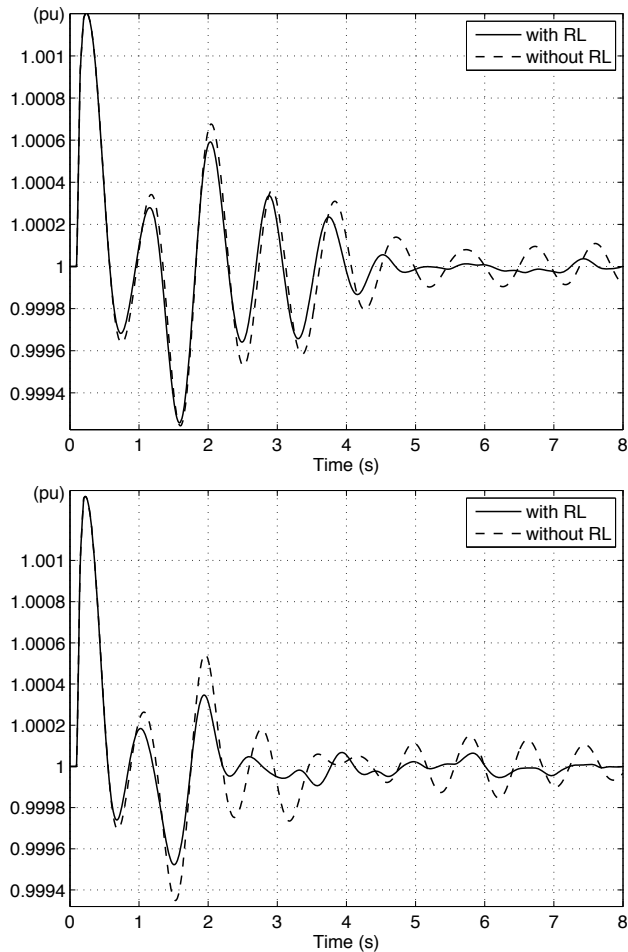 (pu)
with RL
without RL
1.001
1.0008
1.0006
1.0004
1.0002
1
0.9998
0.9996
0.9994
0 1 2 3 4 5 6 7 8
Time (s)
(pu)
with RL
without RL
1.001
1.0008
1.0006
1.0004
1.0002
1
0.9998
0.9996
0.9994
0 1 2 3 4 5 6 7 8
Time (s)